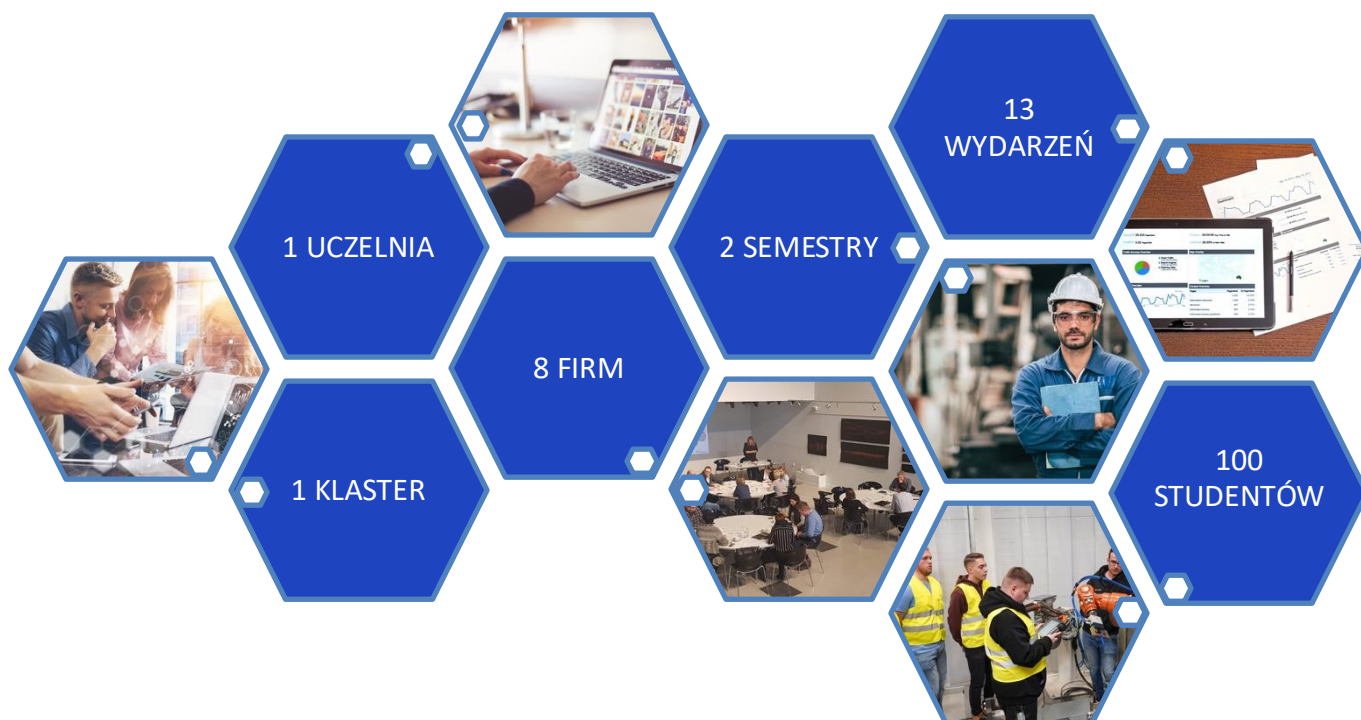 1 UCZELNIA
1 KLASTER
8 FIRM
2 SEMESTRY
13
WYDARZEŃ
100
STUDENTÓW